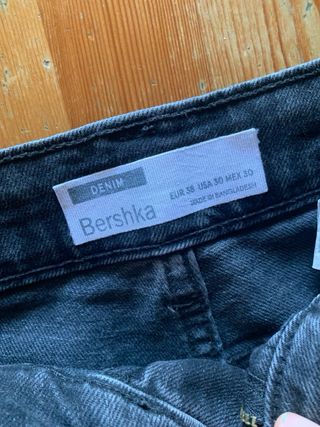 DENIM
Bershka
EUR 38 USA 30 MEX 30
MADE IN BANGLADESH